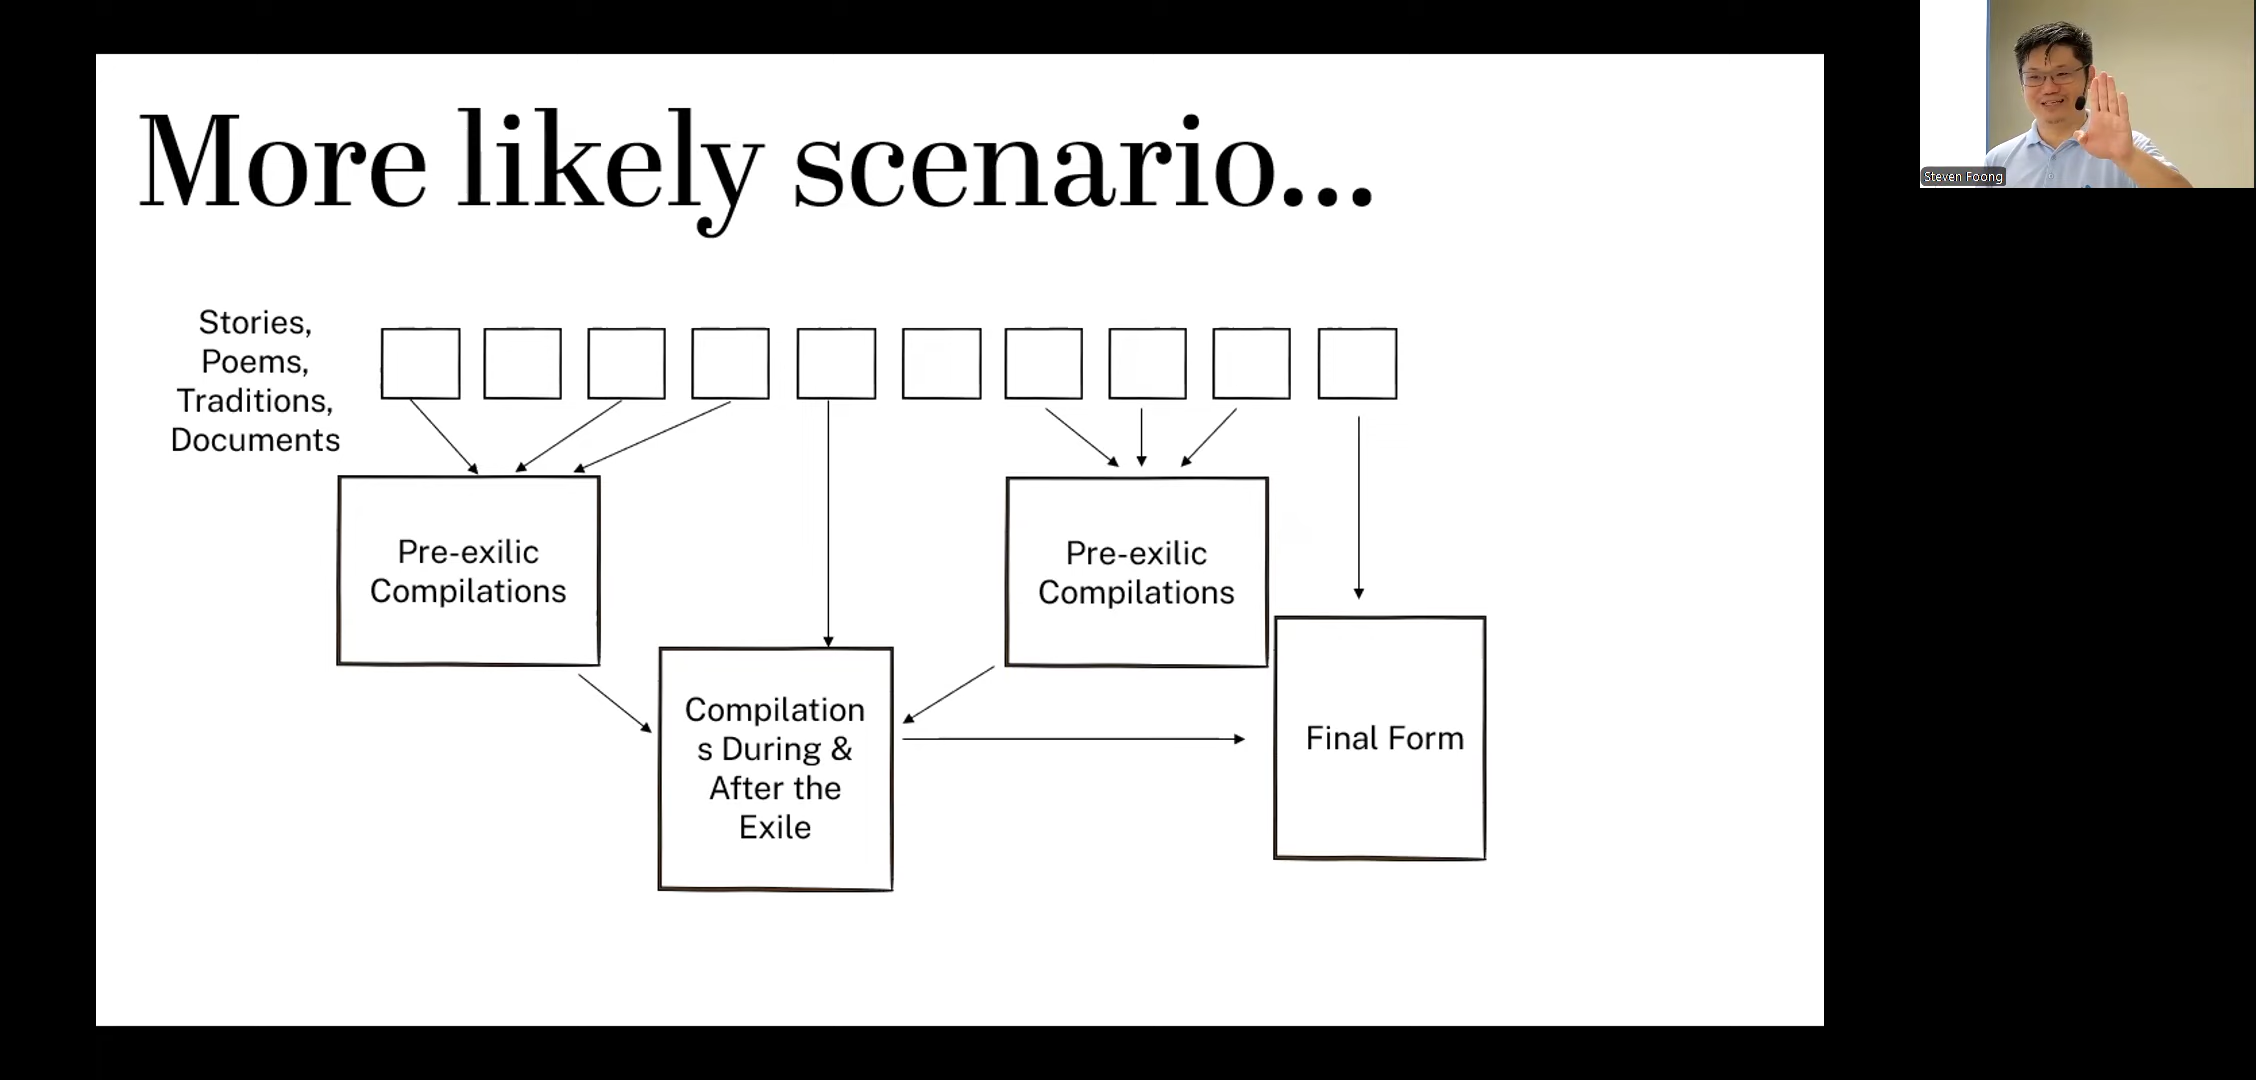 More likely scenario...
Steven Foong
Stories,
Poems,
Traditions,
Documents
Pre-exilic
Compilations
Pre-exilic
Compilations
Compilation
s During &
After the
Exile
Final Form